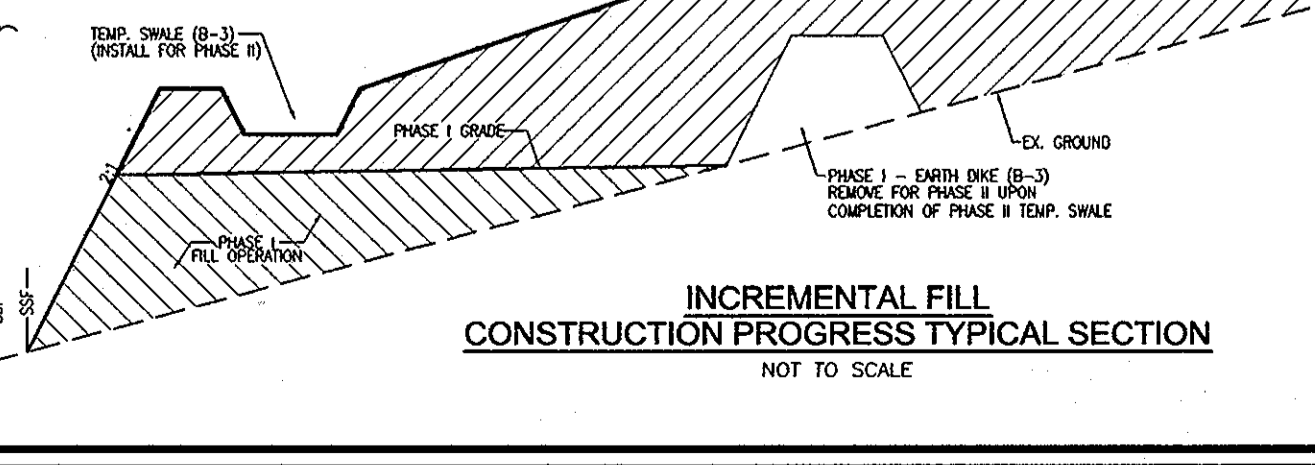 TEMP. SWALE (B-3)
(INSTALL FOR PHASE II)
PHASE I GRADE
2:1
EX. GROUND
PHASE I - EARTH DIKE (B-3)
REMOVE FOR PHASE II UPON
COMPLETION OF PHASE II TEMP. SWALE
PHASE I
FILL OPERATION
SSF
INCREMENTAL FILL
CONSTRUCTION PROGRESS TYPICAL SECTION
NOT TO SCALE